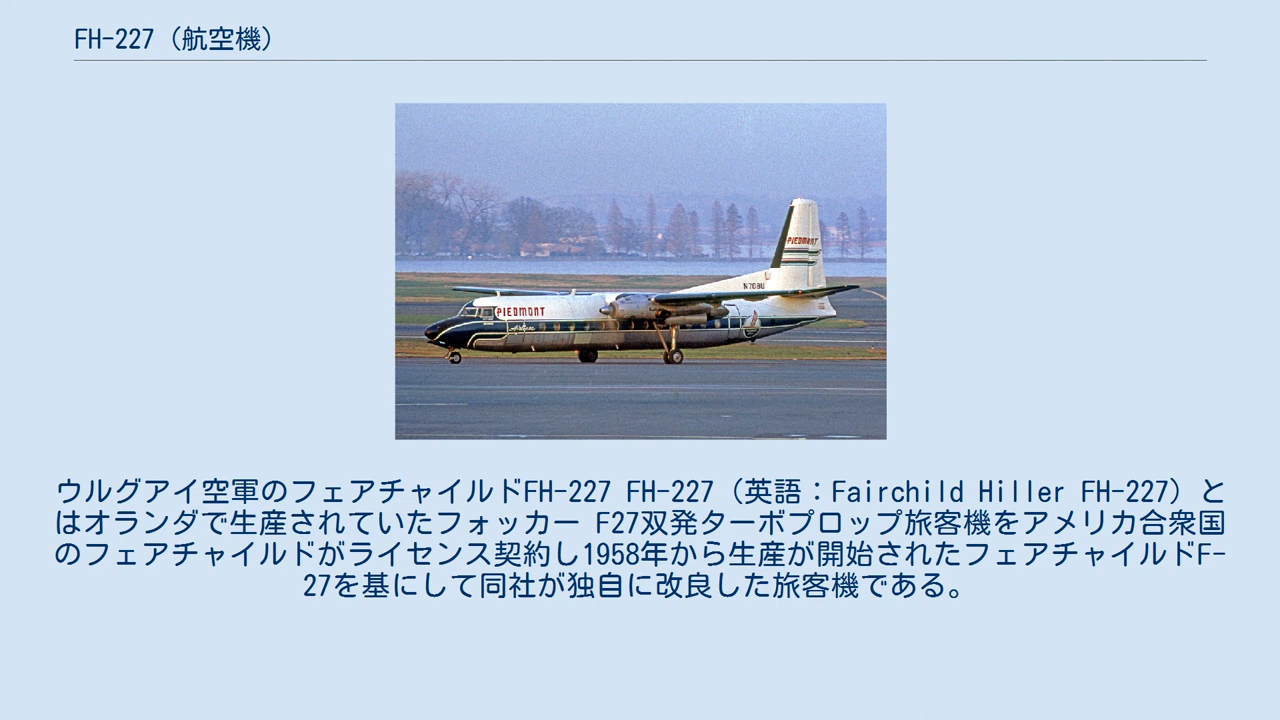 FH-227（航空機）
PIEDMONT
N708U
PIEDMONT
ウルグアイ空軍のフェアチャイルドFH-227 FH-227（英語：Fairchild Hiller FH-227）と
はオランダで生産されていたフォッカー F27双発ターボプロップ旅客機をアメリカ合衆国
のフェアチャイルドがライセンス契約し1958年から生産が開始されたフェアチャイルドF-
27を基にして同社が独自に改良した旅客機である。